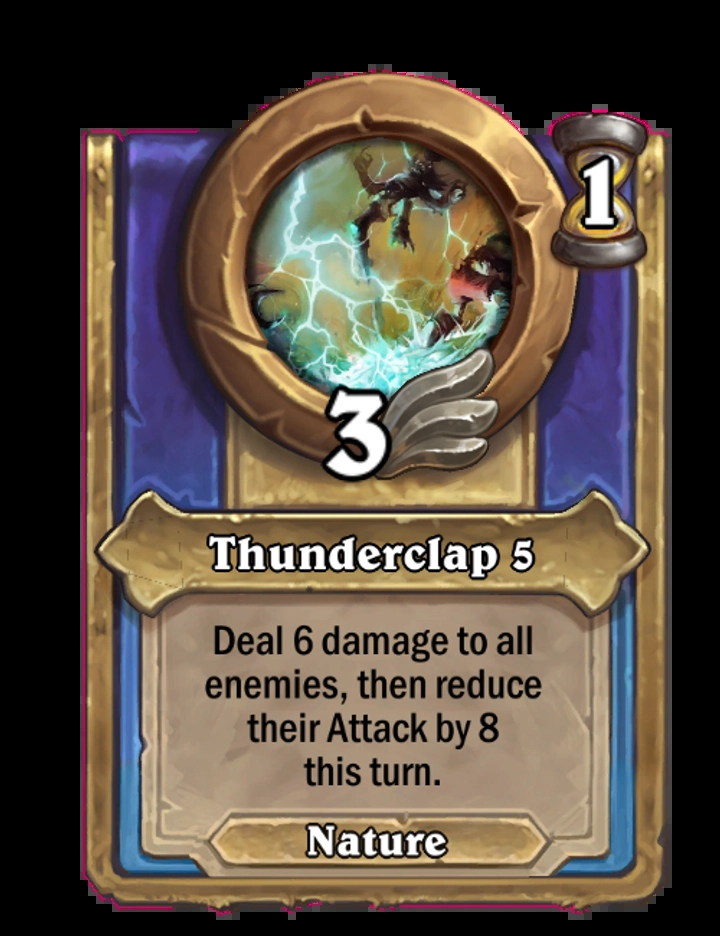 1
3
Thunderclap 5
Deal 6 damage to all
enemies, then reduce
their Attack by 8
this turn.
Nature